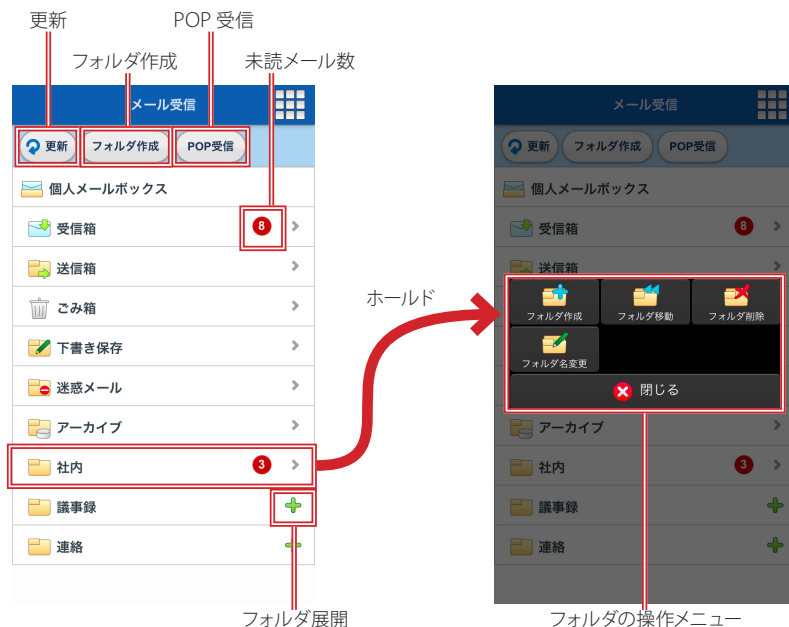 更新
POP 受信
フォルダ作成
未読メール数
メール受信
更新
フォルダ作成
POP受信
個人メールボックス
受信箱
8
送信箱
ごみ箱
下書き保存
迷惑メール
アーカイブ
社内
3
議事録
連絡
フォルダ展開
ホールド
メール受信
更新
フォルダ作成
POP受信
個人メールボックス
受信箱
8
送信箱
フォルダ作成
フォルダ移動
フォルダ削除
フォルダ名変更
閉じる
アーカイブ
社内
3
議事録
連絡
フォルダの操作メニュー